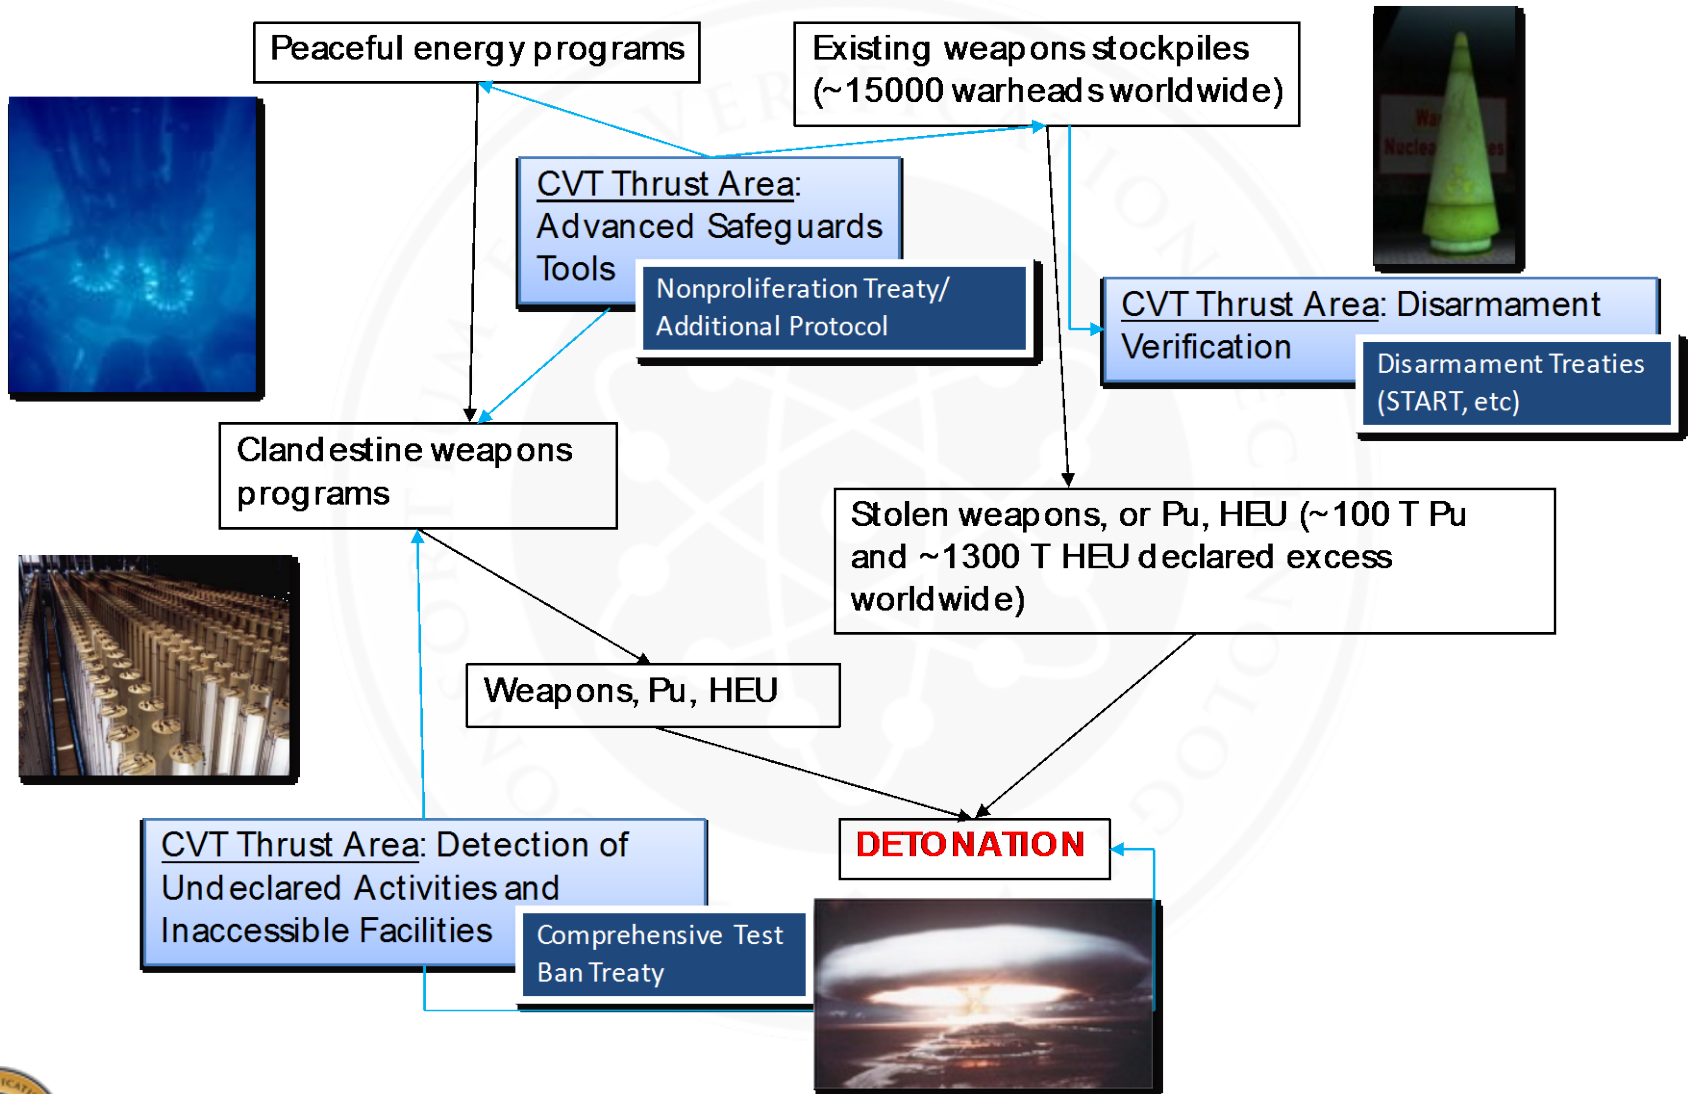 Peaceful energy programs
Existing weapons stockpiles
(~15000 warheads worldwide)
CVT Thrust Area:
Advanced Safeguards
Tools
Nonproliferation Treaty/
Additional Protocol
CVT Thrust Area: Disarmament
Verification
Disarmament Treaties
(START, etc)
Clandestine weapons
programs
Stolen weapons, or Pu, HEU (~100 T Pu
and ~1300 T HEU declared excess
worldwide)
Weapons, Pu, HEU
DETONATION
CVT Thrust Area: Detection of
Undeclared Activities and
Inaccessible Facilities
Comprehensive Test
Ban Treaty